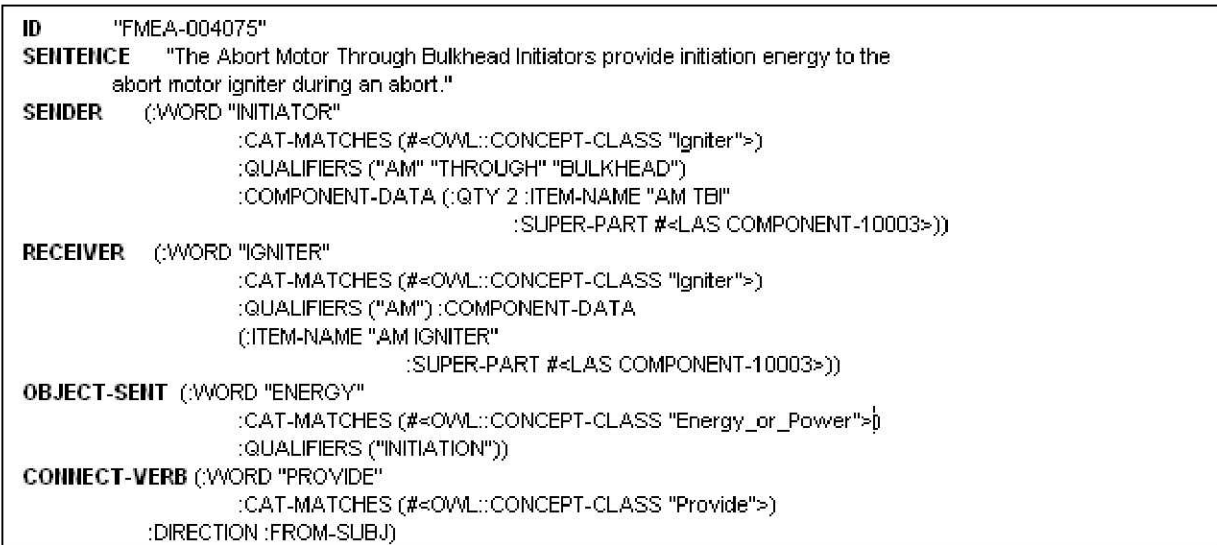 ID "FMEA-004075"
SENTENCE "The Abort Motor Through Bulkhead Initiators provide initiation energy to the
abort motor igniter during an abort."
SENDER (:WORD "INITIATOR"
:CAT-MATCHES (#<OWL::CONCEPT-CLASS "Igniter">)
:QUALIFIERS ("AM" "THROUGH" "BULKHEAD")
:COMPONENT-DATA (:QTY 2 :ITEM-NAME "AM TBI"
:SUPER-PART #<LAS COMPONENT-10003>))
RECEIVER (:WORD "IGNITER"
:CAT-MATCHES (#<OWL::CONCEPT-CLASS "Igniter">)
:QUALIFIERS ("AM") :COMPONENT-DATA
(:ITEM-NAME "AM IGNITER"
:SUPER-PART #<LAS COMPONENT-10003>))
OBJECT-SENT (:WORD "ENERGY"
:CAT-MATCHES (#<OWL::CONCEPT-CLASS "Energy_or_Power">)
:QUALIFIERS ("INITIATION"))
CONNECT-VERB (:WORD "PROVIDE"
:CAT-MATCHES (#<OWL::CONCEPT-CLASS "Provide">)
:DIRECTION :FROM-SUBJ)